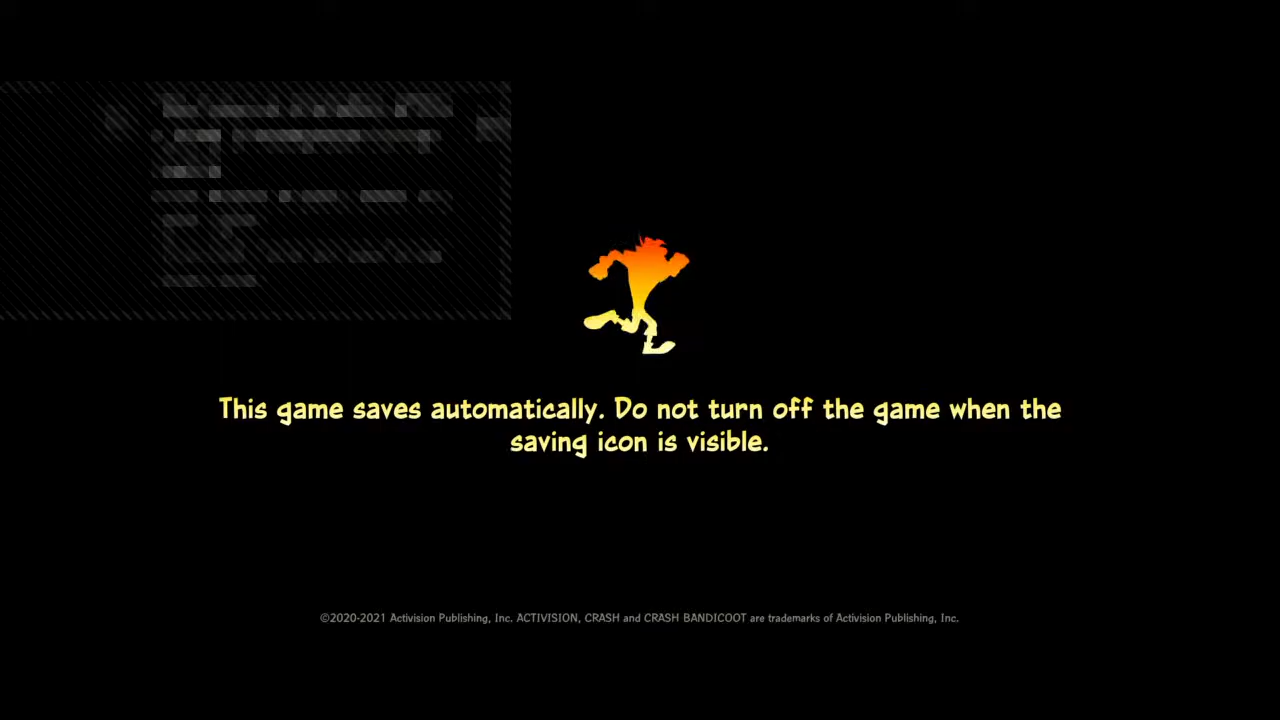 This game saves automatically. Do not turn off the game when the
saving icon is visible.
©2020-2021 Activision Publishing, Inc. ACTIVISION, CRASH and CRASH BANDICOOT are trademarks of Activision Publishing, Inc.